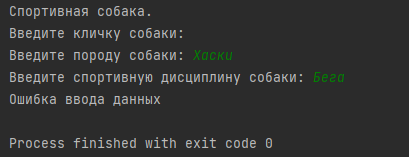 Спортивная собака.
Введите кличку собаки:
Введите породу собаки: Хаски
Введите спортивную дисциплину собаки: Бега
Ошибка ввода данных
Process finished with exit code 0